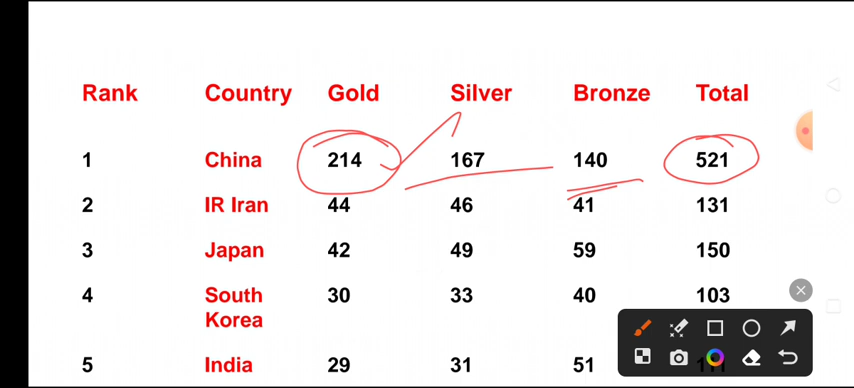 Rank Country Gold Silver Bronze Total
1 China 214 167 140 521
2 IR Iran 44 46 41 131
3 Japan 42 49 59 150
4 South Korea 30 33 40 103
5 India 29 31 51